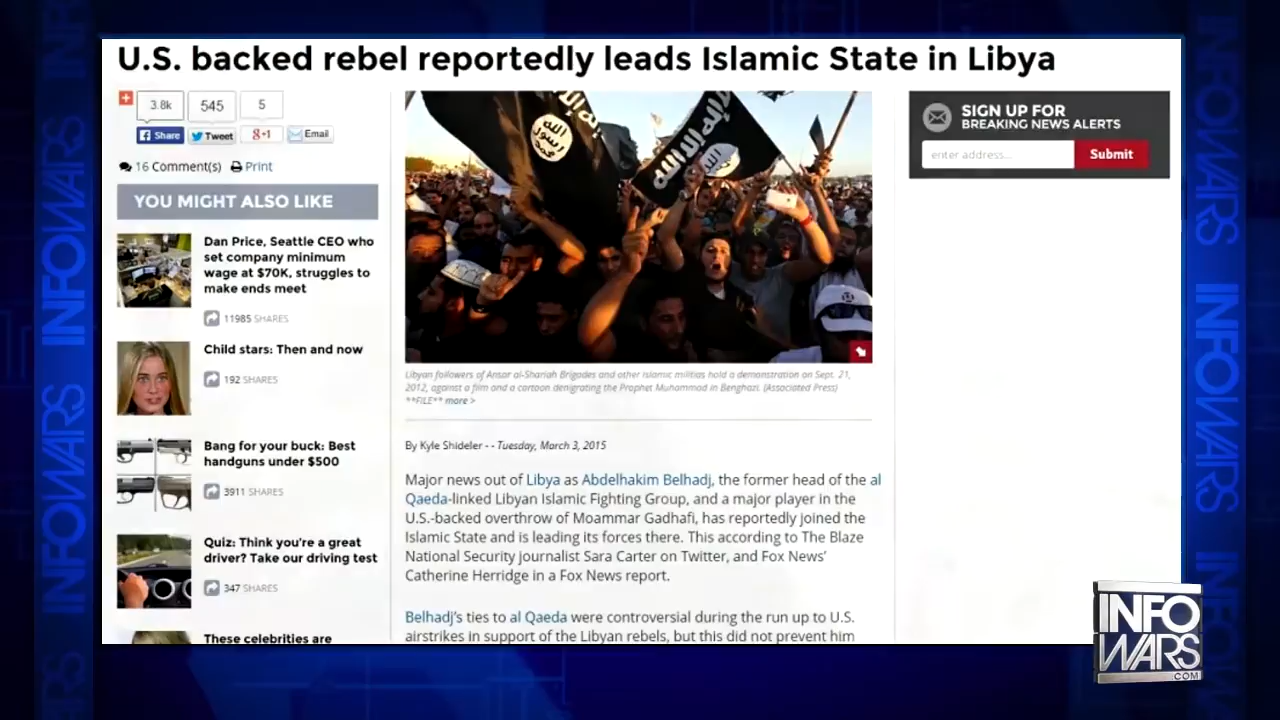 U.S. backed rebel reportedly leads Islamic State in Libya
3.8k
545
5
Share
Tweet
g+1
Email
16 Comment(s)
Print
YOU MIGHT ALSO LIKE
Dan Price, Seattle CEO who
set company minimum
wage at $70K, struggles to
make ends meet
11985 SHARES
Child stars: Then and now
192 SHARES
Bang for your buck: Best
handguns under $500
3911 SHARES
Quiz: Think you're a great
driver? Take our driving test
347 SHARES
These celebrities are
الله
رسول
محمد
Libyan followers of Ansar al-Shariah Brigades and other Islamic militias hold a demonstration on Sept. 21,
2012, against a film and a cartoon denigrating the Prophet Muhammad in Benghazi. (Associated Press)
**FILE** more >
By Kyle Shideler - - Tuesday, March 3, 2015
Major news out of Libya as Abdelhakim Belhadj, the former head of the al
Qaeda-linked Libyan Islamic Fighting Group, and a major player in the
U.S.-backed overthrow of Moammar Gadhafi, has reportedly joined the
Islamic State and is leading its forces there. This according to The Blaze
National Security journalist Sara Carter on Twitter, and Fox News'
Catherine Herridge in a Fox News report.
Belhadj's ties to al Qaeda were controversial during the run up to U.S.
airstrikes in support of the Libyan rebels, but this did not prevent him
SIGN UP FOR
BREAKING NEWS ALERTS
enter address...
Submit
INFOWARS
INFOWARS
INFOWARS
INFOWARS
INFO
WARS
.COM